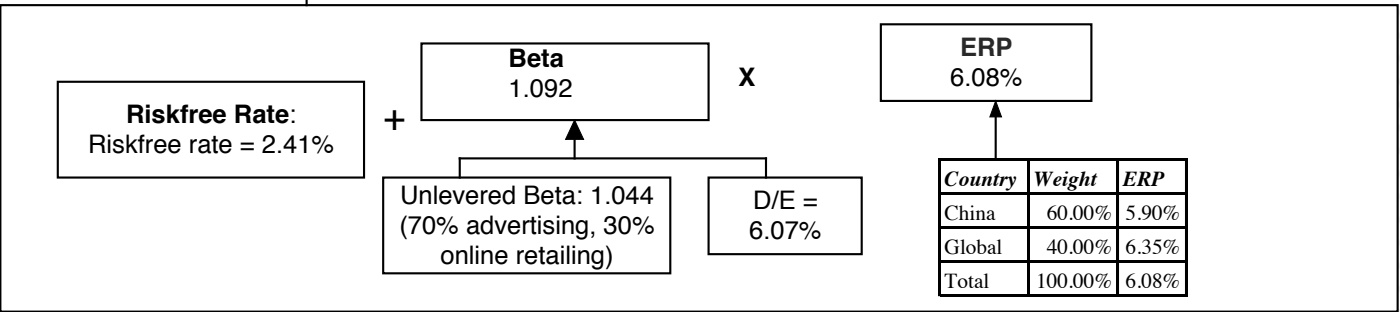 Riskfree Rate:
Riskfree rate = 2.41%
+
Beta
1.092
X
ERP
6.08%
Unlevered Beta: 1.044
(70% advertising, 30%
online retailing)
D/E =
6.07%
Country Weight ERP
China 60.00% 5.90%
Global 40.00% 6.35%
Total 100.00% 6.08%